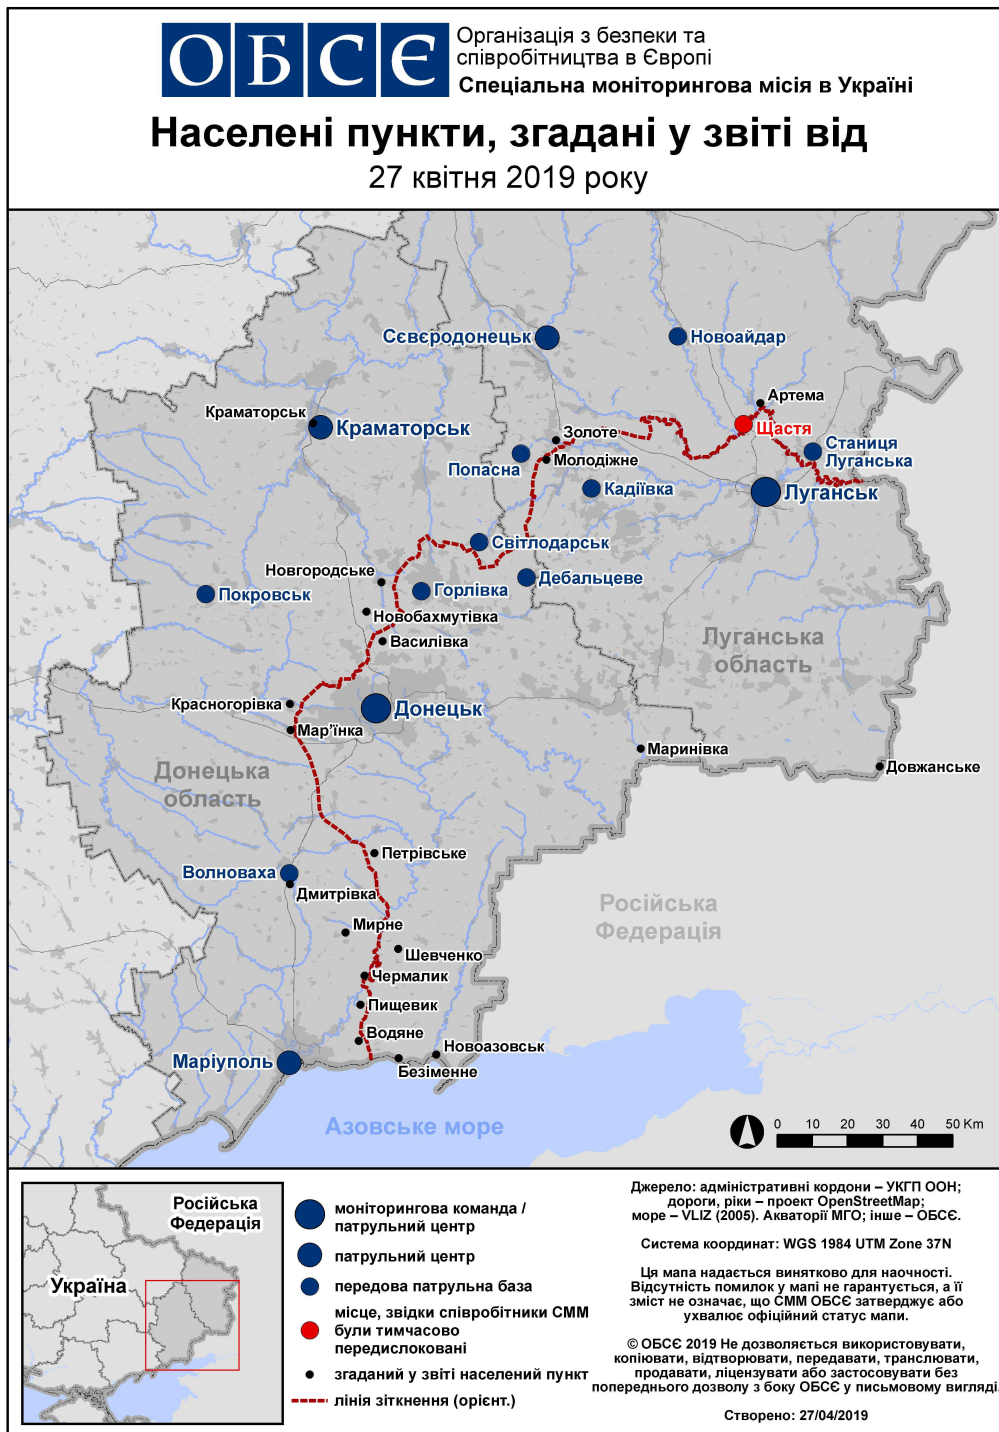 ОБСЄ
Організація з безпеки та
співробітництва в Європі
Спеціальна моніторингова місія в Україні
Населені пункти, згадані у звіті від
27 квітня 2019 року
Сєвєродонецьк
Новоайдар
Артема
Краматорськ
Краматорськ
Щастя
Золоте
Станиця
Луганська
Попасна
Молодіжне
Кадіївка
Луганськ
Світлодарськ
Новгородське
Дебальцеве
Горлівка
Покровськ
Новобахмутівка
Василівка
Луганська
область
Красногорівка
Донецьк
Мар'їнка
Маринівка
Довжанське
Донецька
область
Петрівське
Волноваха
Дмитрівка
Російська
Федерація
Мирне
Шевченко
Чермалик
Пищевик
Водяне
Новоазовськ
Маріуполь
Безіменне
Азовське море
0 10 20 30 40 50 Km
Російська
Федерація
Україна
моніторингова команда /
патрульний центр
патрульний центр
передова патрульна база
місце, звідки співробітники СММ
були тимчасово
передислоковані
згаданий у звіті населений пункт
лінія зіткнення (орієнт.)
Джерело: адміністративні кордони – УКГП ООН;
дороги, ріки – проект OpenStreetMap;
море – VLIZ (2005). Акваторії МГО; інше – ОБСЄ.
Система координат: WGS 1984 UTM Zone 37N
Ця мапа надається винятково для наочності.
Відсутність помилок у мапі не гарантується, а її
зміст не означає, що СММ ОБСЄ затверджує або
ухвалює офіційний статус мапи.
© ОБСЄ 2019 Не дозволяється використовувати,
копіювати, відтворювати, передавати, транслювати,
продавати, ліцензувати або застосовувати без
попереднього дозволу з боку ОБСЄ у письмовому вигляді.
Створено: 27/04/2019